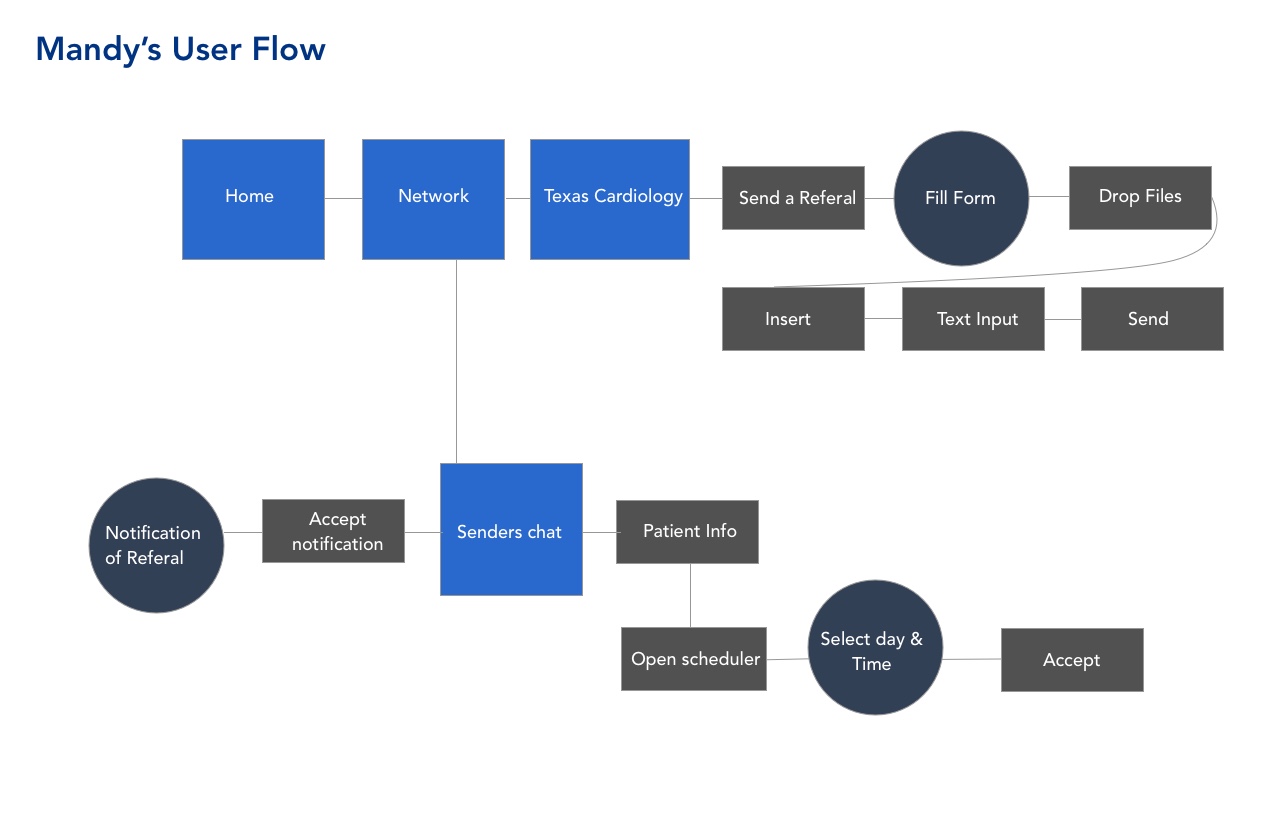 Mandy’s User Flow
Home
Network
Texas Cardiology
Send a Referal
Fill Form
Drop Files
Insert
Text Input
Send
Notification
of Referal
Accept
notification
Senders chat
Patient Info
Open scheduler
Select day &
Time
Accept